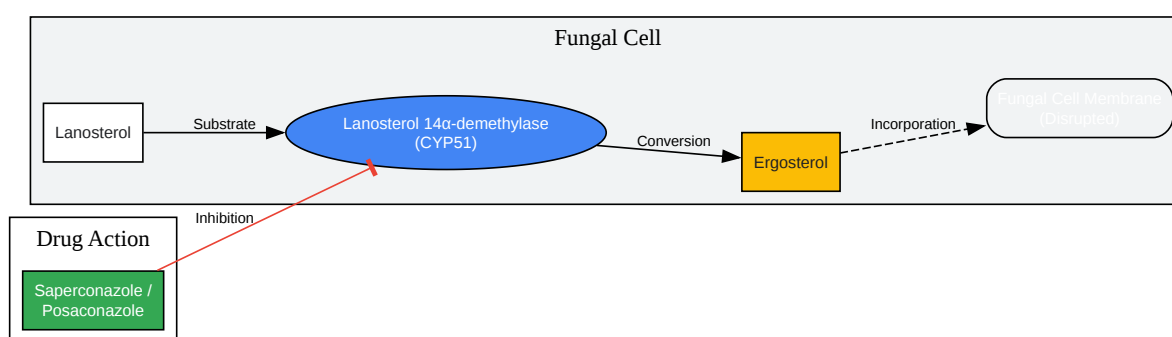 Fungal Cell
Lanosterol
Substrate
Lanosterol 14α-demethylase
(CYP51)
Conversion
Ergosterol
Incorporation
Fungal Cell Membrane
(Disrupted)
Inhibition
Drug Action
Saperconazole /
Posaconazole